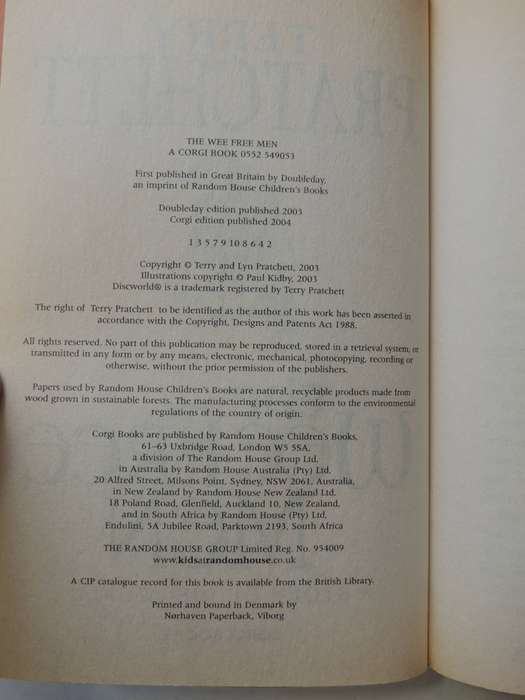 THE WEE FREE MEN
A CORGI BOOK 0552 549053
First published in Great Britain by Doubleday,
an imprint of Random House Children's Books
Doubleday edition published 2003
Corgi edition published 2004
1 3 5 7 9 10 8 6 4 2
Copyright © Terry and Lyn Pratchett, 2003
Illustrations copyright © Paul Kidby, 2003
Discworld® is a trademark registered by Terry Pratchett
The right of Terry Pratchett to be identified as the author of this work has been asserted in
accordance with the Copyright, Designs and Patents Act 1988.
All rights reserved. No part of this publication may be reproduced, stored in a retrieval system, or
transmitted in any form or by any means, electronic, mechanical, photocopying, recording or
otherwise, without the prior permission of the publishers.
Papers used by Random House Children's Books are natural, recyclable products made from
wood grown in sustainable forests. The manufacturing processes conform to the environmental
regulations of the country of origin.
Corgi Books are published by Random House Children's Books,
61–63 Uxbridge Road, London W5 5SA,
a division of The Random House Group Ltd,
in Australia by Random House Australia (Pty) Ltd,
20 Alfred Street, Milsons Point, Sydney, NSW 2061, Australia,
in New Zealand by Random House New Zealand Ltd,
18 Poland Road, Glenfield, Auckland 10, New Zealand,
and in South Africa by Random House (Pty) Ltd,
Endulini, 5A Jubilee Road, Parktown 2193, South Africa
THE RANDOM HOUSE GROUP Limited Reg. No. 954009
www.kidsatrandomhouse.co.uk
A CIP catalogue record for this book is available from the British Library.
Printed and bound in Denmark by
Nørhaven Paperback, Viborg